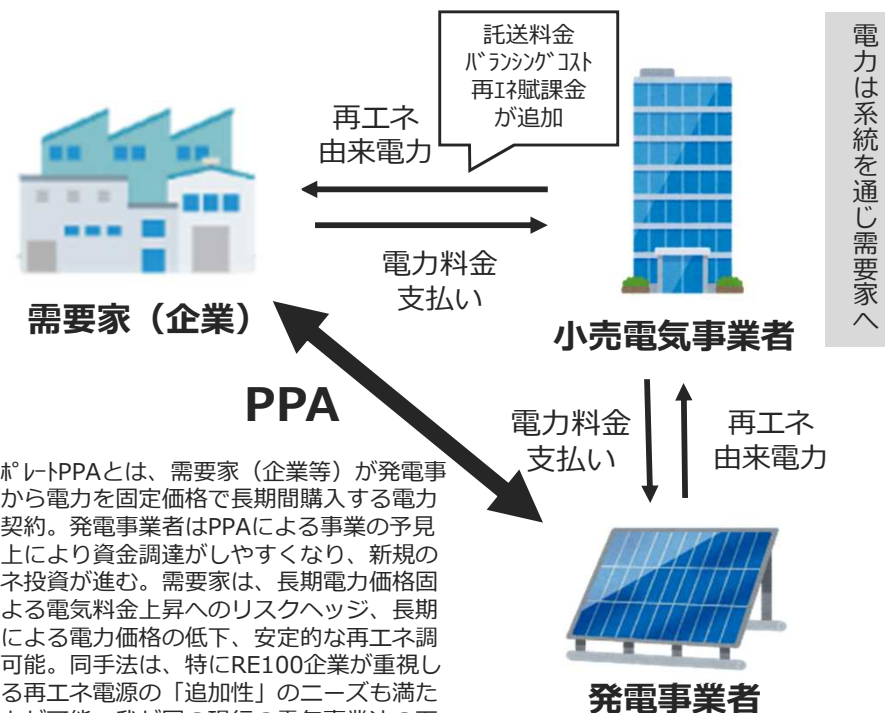 託送料金
ﾊﾞﾗﾝｼﾝｸﾞｺｽﾄ
再ｴﾈ賦課金
が追加
電力は系統を通じ需要家へ
再エネ
由来電力
電力料金
支払い
需要家（企業）
小売電気事業者
PPA
電力料金
支払い
再エネ
由来電力
ﾎﾟﾚｰﾄPPAとは、需要家（企業等）が発電事
から電力を固定価格で長期間購入する電力
契約。発電事業者はPPAによる事業の予見
上により資金調達がしやすくなり、新規の
ネ投資が進む。需要家は、長期電力価格固
よる電気料金上昇へのリスクヘッジ、長期
による電力価格の低下、安定的な再エネ調
可能。同手法は、特にRE100企業が重視し
る再エネ電源の「追加性」のニーズも満た
発電事業者